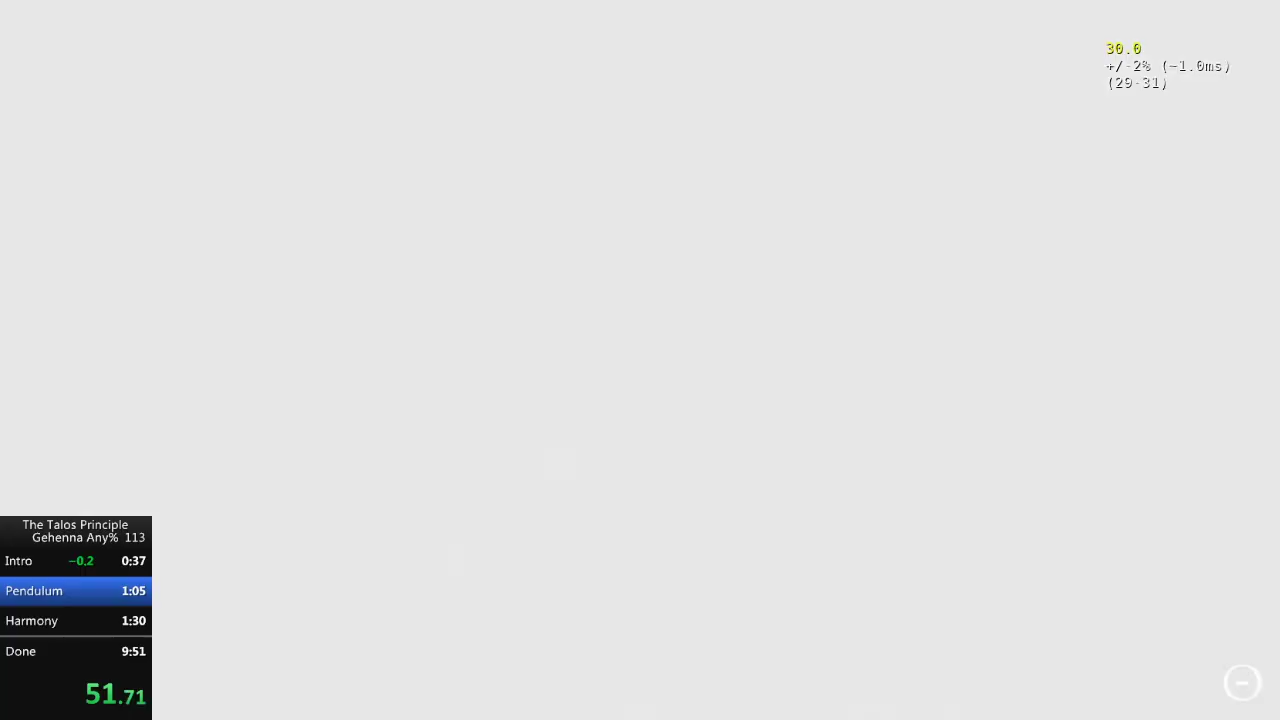 30.0
+/-2% (~1.0ms)
(29-31)
The Talos Principle
Gehenna Any% 113
Intro −0.2 0:37
Pendulum 1:05
Harmony 1:30
Done 9:51
51.71